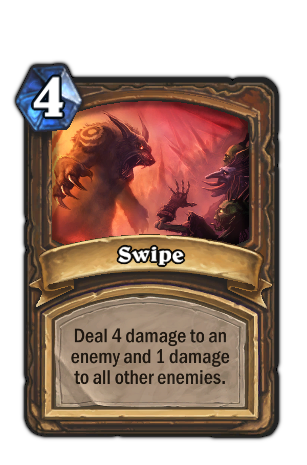 4
Swipe
Deal 4 damage to an
enemy and 1 damage
to all other enemies.